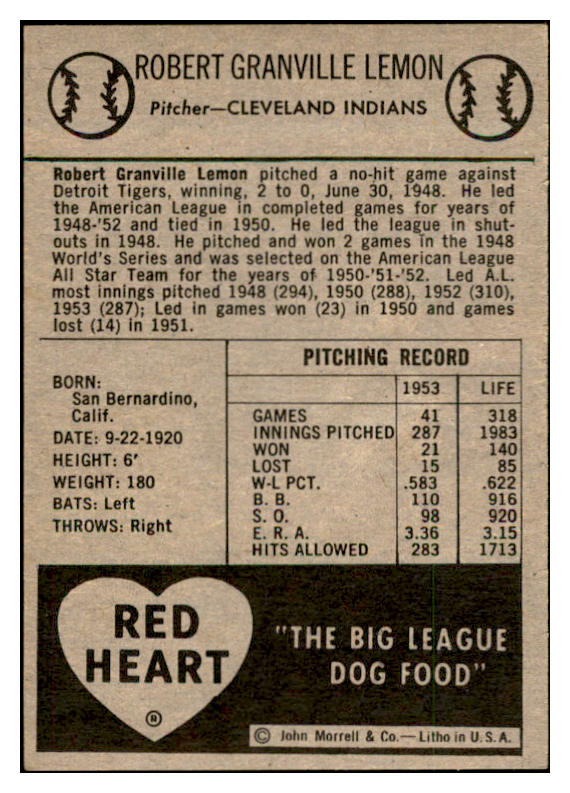 ROBERT GRANVILLE LEMON
Pitcher—CLEVELAND INDIANS
Robert Granville Lemon pitched a no-hit game against
Detroit Tigers, winning, 2 to 0, June 30, 1948. He led
the American League in completed games for years of
1948-'52 and tied in 1950. He led the league in shut-
outs in 1948. He pitched and won 2 games in the 1948
World's Series and was selected on the American League
All Star Team for the years of 1950-'51-'52. Led A.L.
most innings pitched 1948 (294), 1950 (288), 1952 (310),
1953 (287); Led in games won (23) in 1950 and games
lost (14) in 1951.
BORN:
San Bernardino,
Calif.
DATE: 9-22-1920
HEIGHT: 6'
WEIGHT: 180
BATS: Left
THROWS: Right
PITCHING RECORD
1953 LIFE
GAMES 41 318
INNINGS PITCHED 287 1983
WON 21 140
LOST 15 85
W-L PCT. .583 .622
B. B. 110 916
S. O. 98 920
E. R. A. 3.36 3.15
HITS ALLOWED 283 1713
RED
HEART
®
"THE BIG LEAGUE
DOG FOOD"
© John Morrell & Co.—Litho in U.S.A.